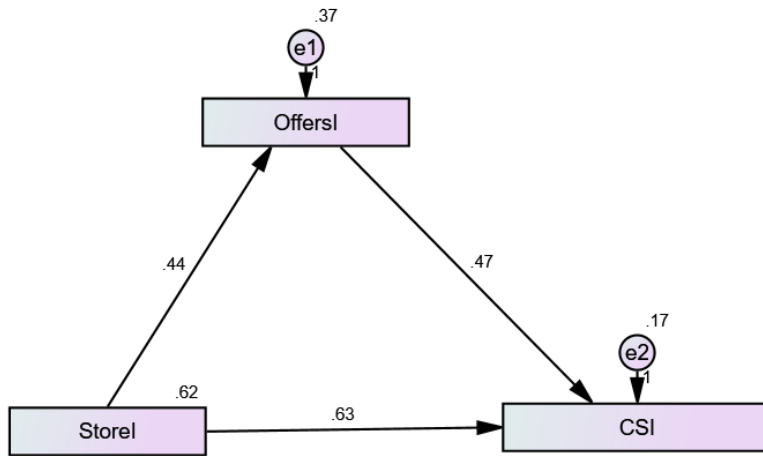 .37
e1
1
OffersI
.44
.47
.17
e2
1
.62
StoreI
.63
CSI